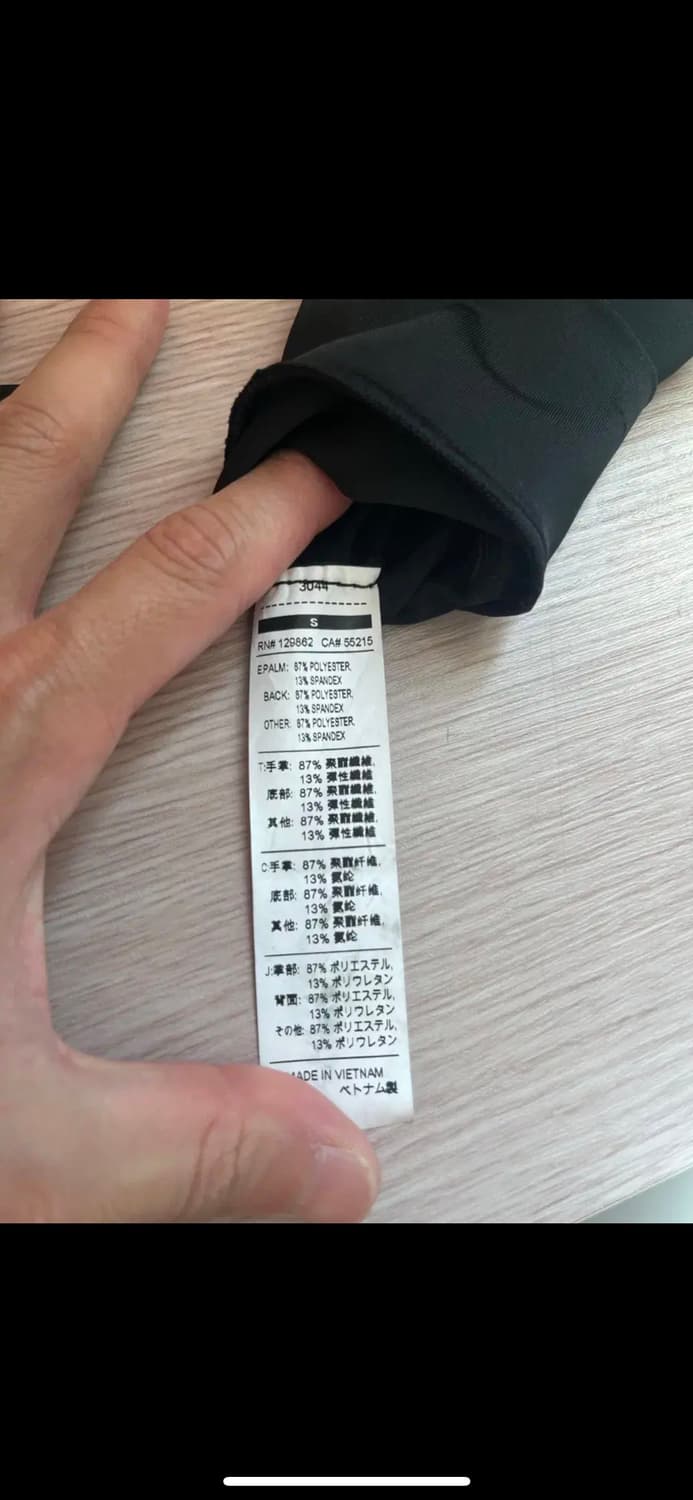 3044
S
RN# 129862 CA# 55215
E:PALM: 87% POLYESTER,
13% SPANDEX
BACK: 87% POLYESTER,
13% SPANDEX
OTHER: 87% POLYESTER,
13% SPANDEX
T:手掌: 87% 聚酯纖維,
13% 彈性纖維
底部: 87% 聚酯纖維,
13% 彈性纖維
其他: 87% 聚酯纖維,
13% 彈性纖維
C:手掌: 87% 聚酯纤维,
13% 氨纶
底部: 87% 聚酯纤维,
13% 氨纶
其他: 87% 聚酯纤维,
13% 氨纶
J:掌部: 87% ポリエステル,
13% ポリウレタン
背面: 87% ポリエステル,
13% ポリウレタン
その他: 87% ポリエステル,
13% ポリウレタン
MADE IN VIETNAM
ベトナム製